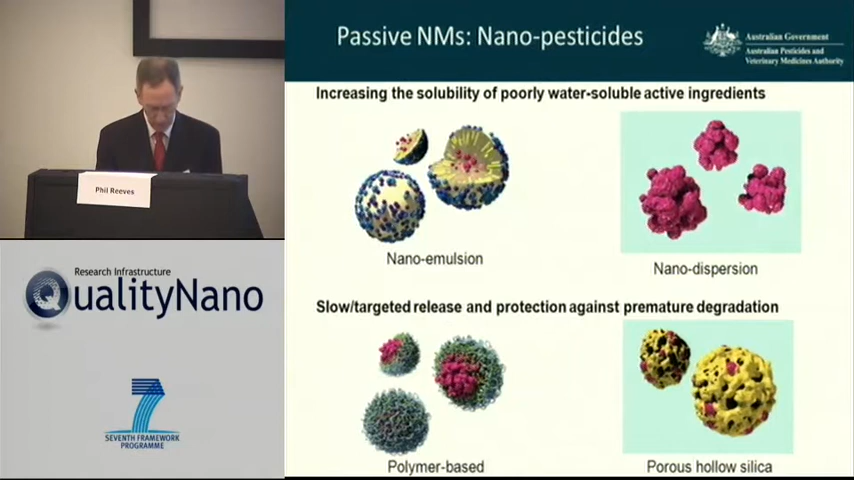 Passive NMs: Nano-pesticides
Australian Government
Australian Pesticides and
Veterinary Medicines Authority
Increasing the solubility of poorly water-soluble active ingredients
Phil Reeves
Nano-emulsion
Nano-dispersion
Research Infrastructure
QualityNano
Slow/targeted release and protection against premature degradation
7
SEVENTH FRAMEWORK
PROGRAMME
Polymer-based
Porous hollow silica